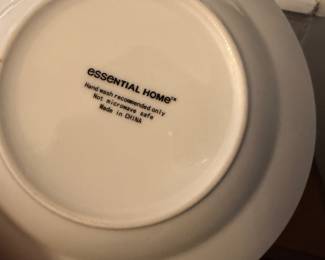 essential HOME™
Hand wash recommended only
Not microwave safe
Made in CHINA